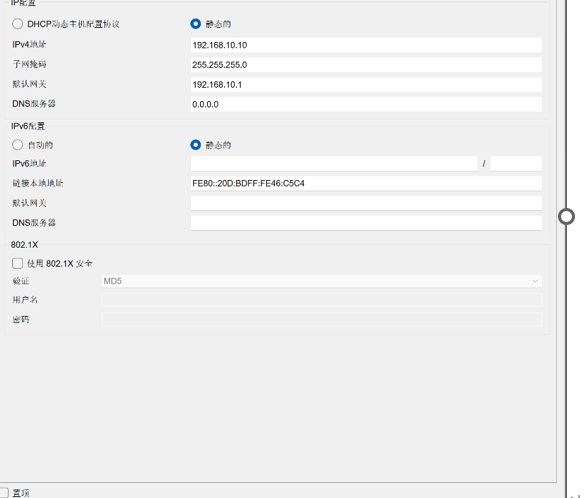 IP配置
DHCP动态主机配置协议 静态的
IPv4地址 192.168.10.10
子网掩码 255.255.255.0
默认网关 192.168.10.1
DNS服务器 0.0.0.0
IPv6配置
自动的 静态的
IPv6地址 /
链接本地地址 FE80::20D:BDFF:FE46:C5C4
默认网关
DNS服务器
802.1X
使用 802.1X 安全
验证 MD5
用户名
密码
置顶